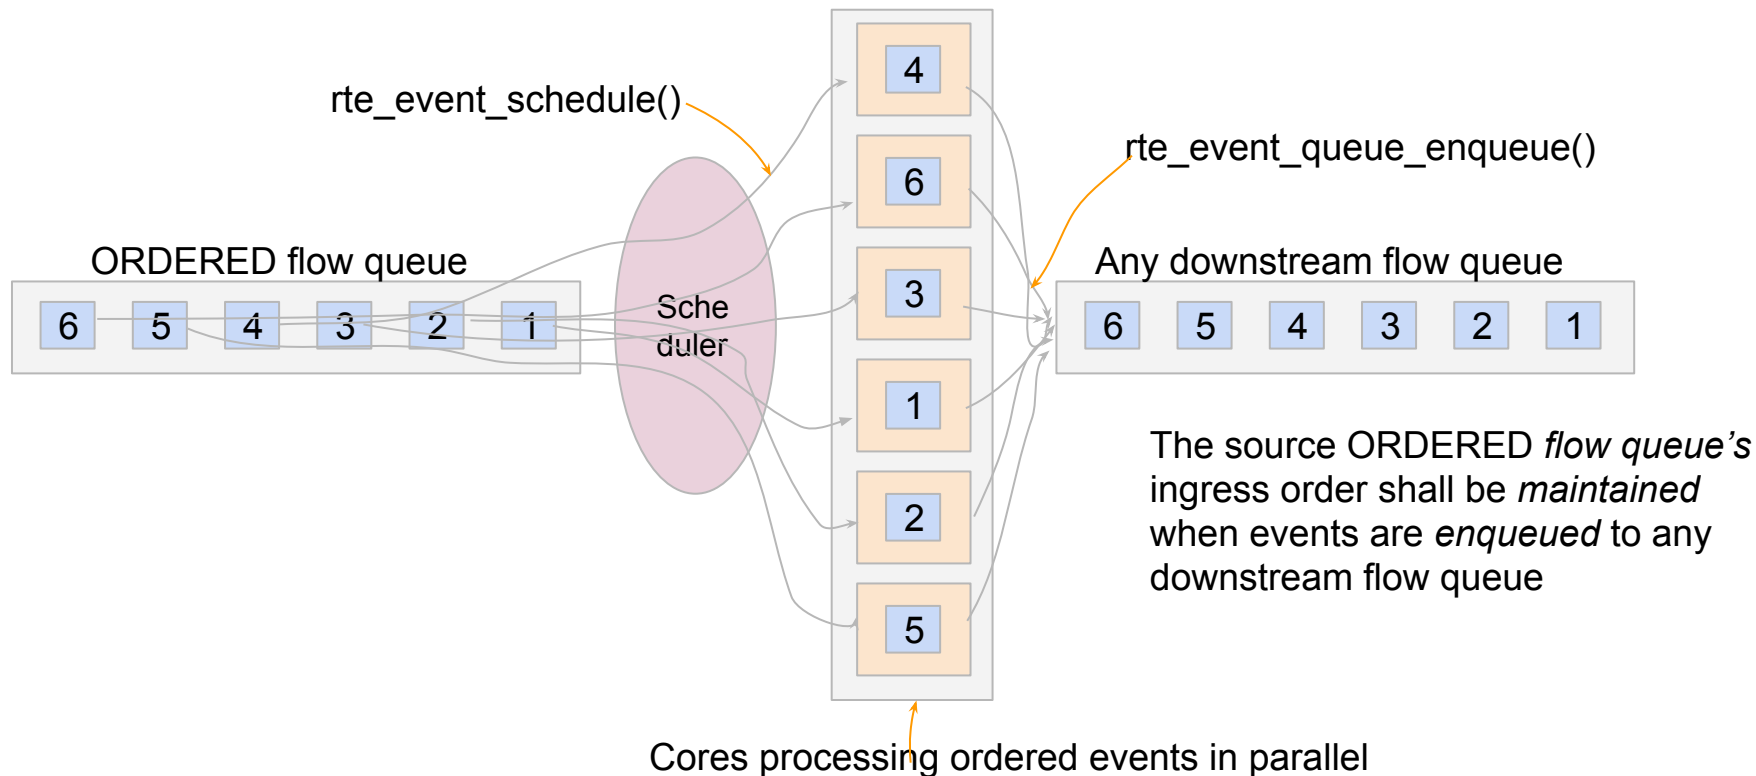 rte_event_schedule()
rte_event_queue_enqueue()
ORDERED flow queue
6 5 4 3 2 1
Sche
duler
4
6
3
1
2
5
Any downstream flow queue
6 5 4 3 2 1
The source ORDERED flow queue’s
ingress order shall be maintained
when events are enqueued to any
downstream flow queue
Cores processing ordered events in parallel